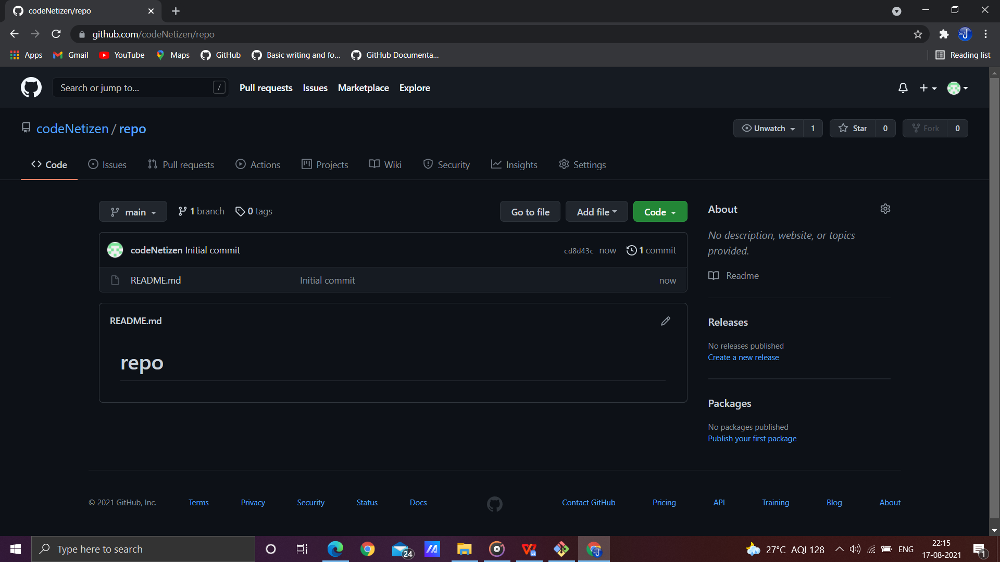 codeNetizen/repo
github.com/codeNetizen/repo
Apps Gmail YouTube Maps GitHub Basic writing and fo... GitHub Documenta... Reading list
Search or jump to... / Pull requests Issues Marketplace Explore
codeNetizen / repo Unwatch 1 Star 0 Fork 0
Code Issues Pull requests Actions Projects Wiki Security Insights Settings
main 1 branch 0 tags Go to file Add file Code
codeNetizen Initial commit cd8d43c now 1 commit
README.md Initial commit now
README.md
repo
About
No description, website, or topics
provided.
Readme
Releases
No releases published
Create a new release
Packages
No packages published
Publish your first package
© 2021 GitHub, Inc. Terms Privacy Security Status Docs Contact GitHub Pricing API Training Blog About
Type here to search 24 27°C AQI 128 ENG 22:15 1
17-08-2021